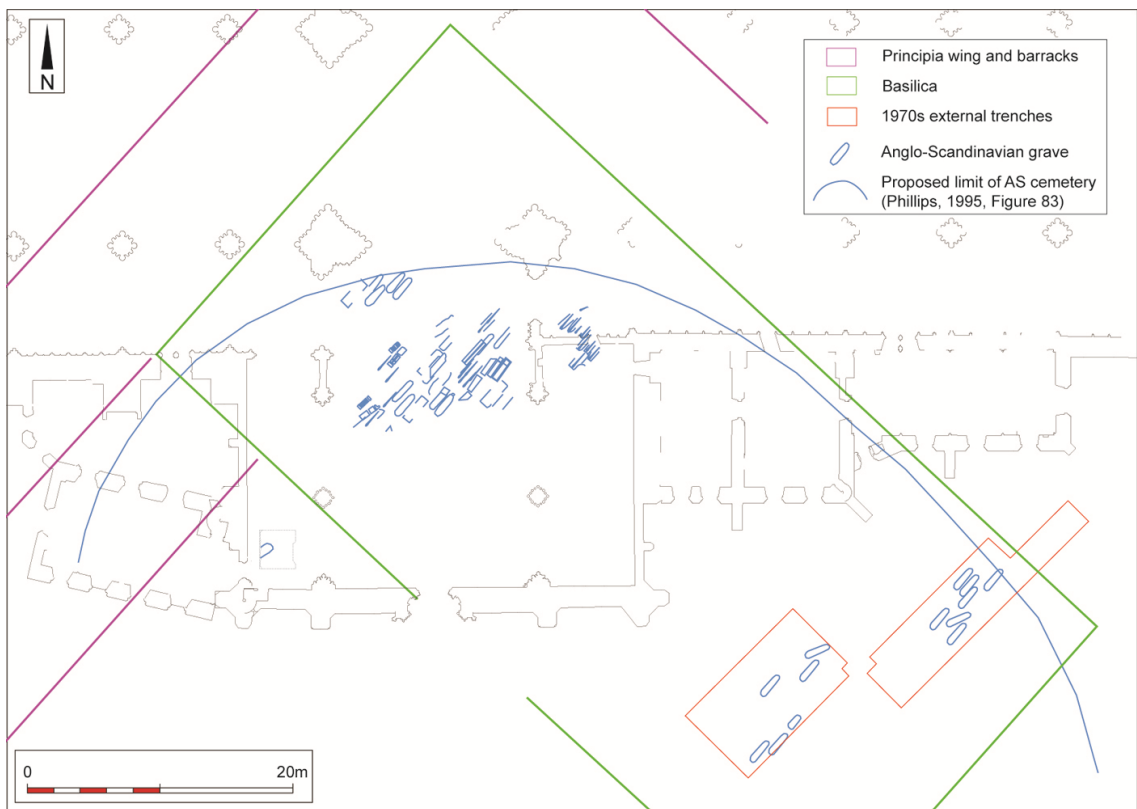 N
Principia wing and barracks
Basilica
1970s external trenches
Anglo-Scandinavian grave
Proposed limit of AS cemetery
(Phillips, 1995, Figure 83)
0
20m